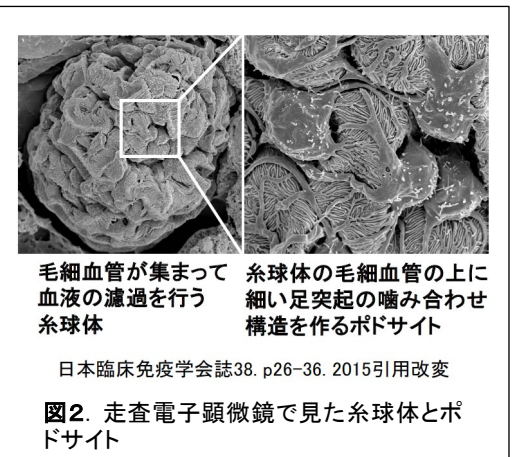 毛細血管が集まって
血液の濾過を行う
糸球体
糸球体の毛細血管の上に
細い足突起の噛み合わせ
構造を作るポドサイト
日本臨床免疫学会誌38. p26-36. 2015引用改変
図2. 走査電子顕微鏡で見た糸球体とポ
ドサイト